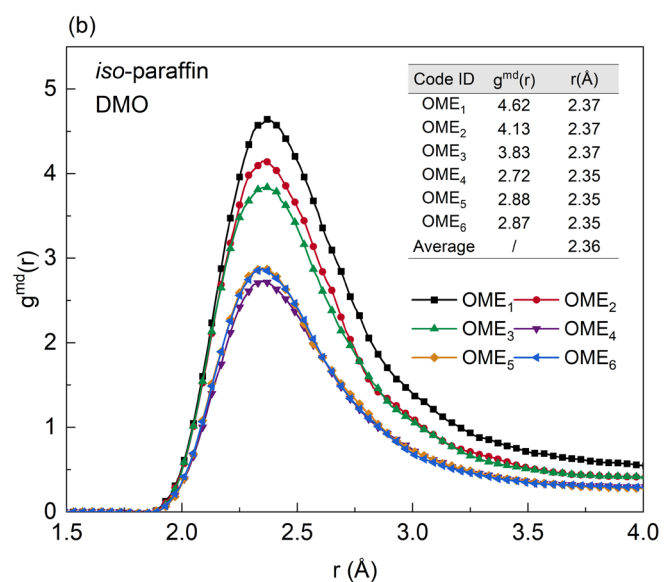 (b)
iso-paraffin
DMO
Code ID gᵐᵈ(r) r(Å)
OME₁ 4.62 2.37
OME₂ 4.13 2.37
OME₃ 3.83 2.37
OME₄ 2.72 2.35
OME₅ 2.88 2.35
OME₆ 2.87 2.35
Average / 2.36
OME₁ OME₂
OME₃ OME₄
OME₅ OME₆
gᵐᵈ(r)
5
4
3
2
1
0
1.5 2.0 2.5 3.0 3.5 4.0
r (Å)